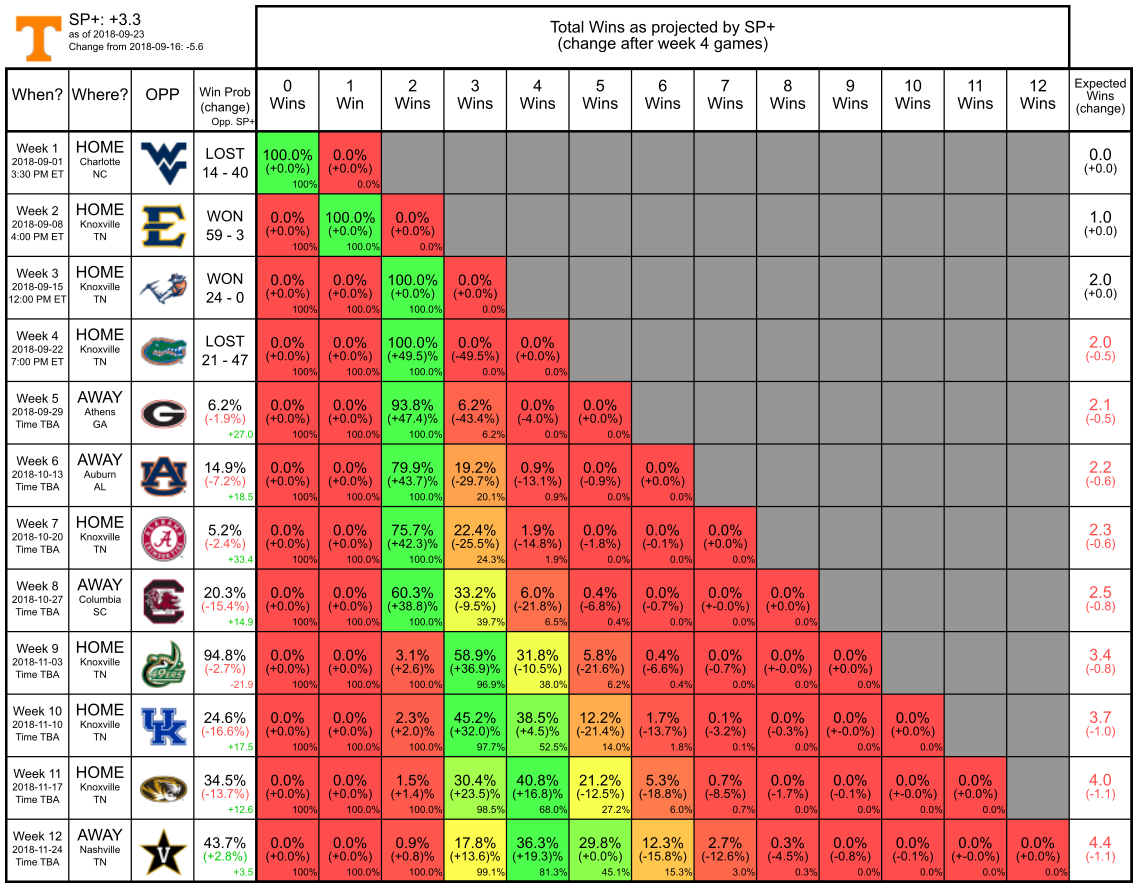 T
SP+: +3.3
as of 2018-09-23
Change from 2018-09-16: -5.6
Total Wins as projected by SP+
(change after week 4 games)
When? Where? OPP Win Prob (change) Opp. SP+ 0 Wins 1 Win 2 Wins 3 Wins 4 Wins 5 Wins 6 Wins 7 Wins 8 Wins 9 Wins 10 Wins 11 Wins 12 Wins Expected Wins (change)
Week 1 HOME LOST 100.0% 0.0% 0.0
2018-09-01 Charlotte WV 14 - 40 (+0.0%) (+0.0%) (+0.0)
3:30 PM ET NC 100% 0.0%
Week 2 HOME WON 0.0% 100.0% 0.0% 1.0
2018-09-08 Knoxville E 59 - 3 (+0.0%) (+0.0%) (+0.0%) (+0.0)
4:00 PM ET TN 100% 100.0% 0.0%
Week 3 HOME WON 0.0% 0.0% 100.0% 0.0% 2.0
2018-09-15 Knoxville 24 - 0 (+0.0%) (+0.0%) (+0.0%) (+0.0%) (+0.0)
12:00 PM ET TN 100% 100.0% 100.0% 0.0%
Week 4 HOME LOST 0.0% 0.0% 100.0% 0.0% 0.0% 2.0
2018-09-22 Knoxville 21 - 47 (+0.0%) (+0.0%) (+49.5)% (-49.5%) (+0.0%) (-0.5)
7:00 PM ET TN 100% 100.0% 100.0% 0.0% 0.0%
Week 5 AWAY 6.2% 0.0% 0.0% 93.8% 6.2% 0.0% 0.0% 2.1
2018-09-29 Athens G (-1.9%) (+0.0%) (+0.0%) (+47.4)% (-43.4%) (-4.0%) (+0.0%) (-0.5)
Time TBA GA +27.0 100% 100.0% 100.0% 6.2% 0.0% 0.0%
Week 6 AWAY 14.9% 0.0% 0.0% 79.9% 19.2% 0.9% 0.0% 0.0% 2.2
2018-10-13 Auburn AU (-7.2%) (+0.0%) (+0.0%) (+43.7%) (-29.7%) (-13.1%) (-0.9%) (+0.0%) (-0.6)
Time TBA AL +18.5 100% 100.0% 100.0% 20.1% 0.9% 0.0% 0.0%
Week 7 HOME 5.2% 0.0% 0.0% 75.7% 22.4% 1.9% 0.0% 0.0% 0.0% 2.3
2018-10-20 Knoxville ALABAMA A CRIMSON TIDE (-2.4%) (+0.0%) (+0.0%) (+42.3%) (-25.5%) (-14.8%) (-1.8%) (-0.1%) (+0.0%) (-0.6)
Time TBA TN +33.4 100% 100.0% 100.0% 24.3% 1.9% 0.0% 0.0% 0.0%
Week 8 AWAY 20.3% 0.0% 0.0% 60.3% 33.2% 6.0% 0.4% 0.0% 0.0% 0.0% 2.5
2018-10-27 Columbia C (-15.4%) (+0.0%) (+0.0%) (+38.8%) (-9.5%) (-21.8%) (-6.8%) (-0.7%) (+-0.0%) (+0.0%) (-0.8)
Time TBA SC +14.9 100% 100.0% 100.0% 39.7% 6.5% 0.4% 0.0% 0.0% 0.0%
Week 9 HOME 94.8% 0.0% 0.0% 3.1% 58.9% 31.8% 5.8% 0.4% 0.0% 0.0% 0.0% 3.4
2018-11-03 Knoxville C 49ERS (-2.7%) (+0.0%) (+0.0%) (+2.6%) (+36.9%) (-10.5%) (-21.6%) (-6.6%) (-0.7%) (+-0.0%) (+0.0%) (-0.8)
Time TBA TN -21.9 100% 100.0% 100.0% 96.9% 38.0% 6.2% 0.4% 0.0% 0.0% 0.0%
Week 10 HOME 24.6% 0.0% 0.0% 2.3% 45.2% 38.5% 12.2% 1.7% 0.1% 0.0% 0.0% 0.0% 3.7
2018-11-10 Knoxville UK (-16.6%) (+0.0%) (+0.0%) (+2.0%) (+32.0%) (+4.5%) (-21.4%) (-13.7%) (-3.2%) (-0.3%) (+-0.0%) (+0.0%) (-1.0)
Time TBA TN +17.5 100% 100.0% 100.0% 97.7% 52.5% 14.0% 1.8% 0.1% 0.0% 0.0% 0.0%
Week 11 HOME 34.5% 0.0% 0.0% 1.5% 30.4% 40.8% 21.2% 5.3% 0.7% 0.0% 0.0% 0.0% 0.0% 4.0
2018-11-17 Knoxville (-13.7%) (+0.0%) (+0.0%) (+1.4%) (+23.5%) (+16.8%) (-12.5%) (-18.8%) (-8.5%) (-1.7%) (-0.1%) (+-0.0%) (+0.0%) (-1.1)
Time TBA TN +12.6 100% 100.0% 100.0% 98.5% 68.0% 27.2% 6.0% 0.7% 0.0% 0.0% 0.0% 0.0%
Week 12 AWAY 43.7% 0.0% 0.0% 0.9% 17.8% 36.3% 29.8% 12.3% 2.7% 0.3% 0.0% 0.0% 0.0% 0.0% 4.4
2018-11-24 Nashville V (+2.8%) (+0.0%) (+0.0%) (+0.8%) (+13.6%) (+19.3%) (+0.0%) (-15.8%) (-12.6%) (-4.5%) (-0.8%) (-0.1%) (+-0.0%) (+0.0%) (-1.1)
Time TBA TN +3.5 100% 100.0% 100.0% 99.1% 81.3% 45.1% 15.3% 3.0% 0.3% 0.0% 0.0% 0.0% 0.0%